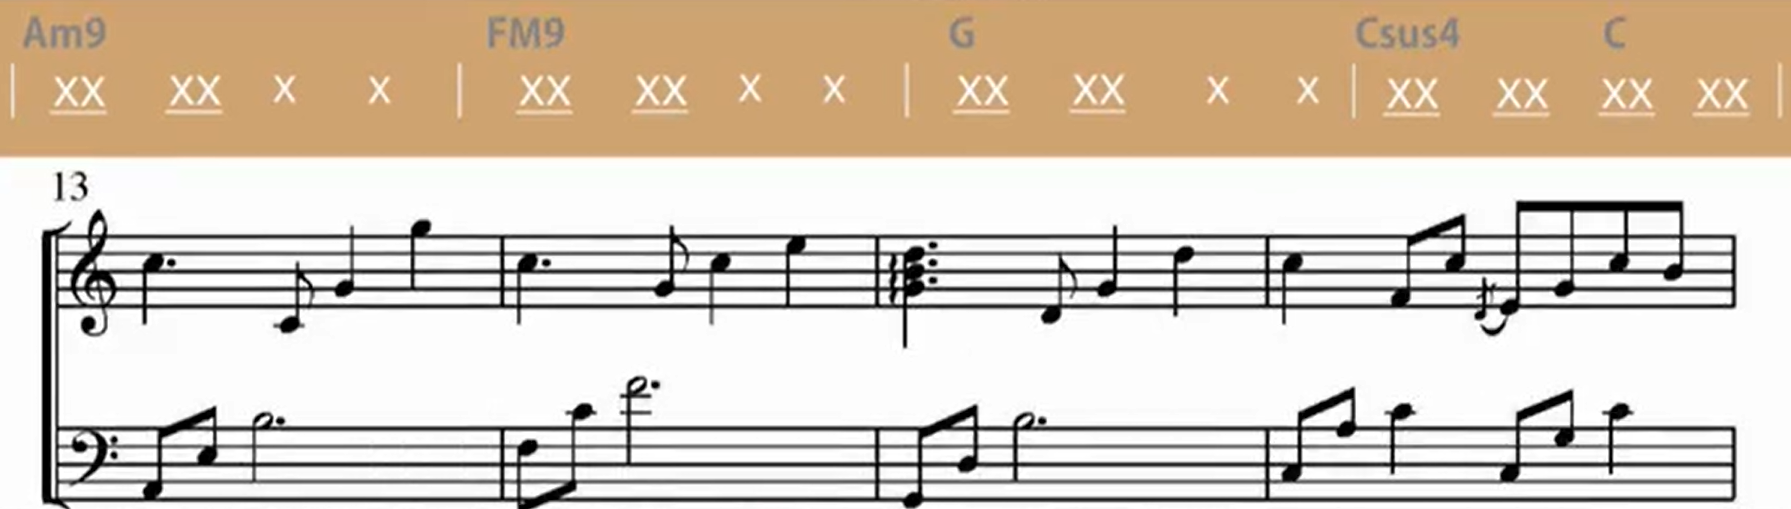 Am9 FM9 G Csus4 C
| XX XX X X | XX XX X X | XX XX X X | XX XX XX XX |
13